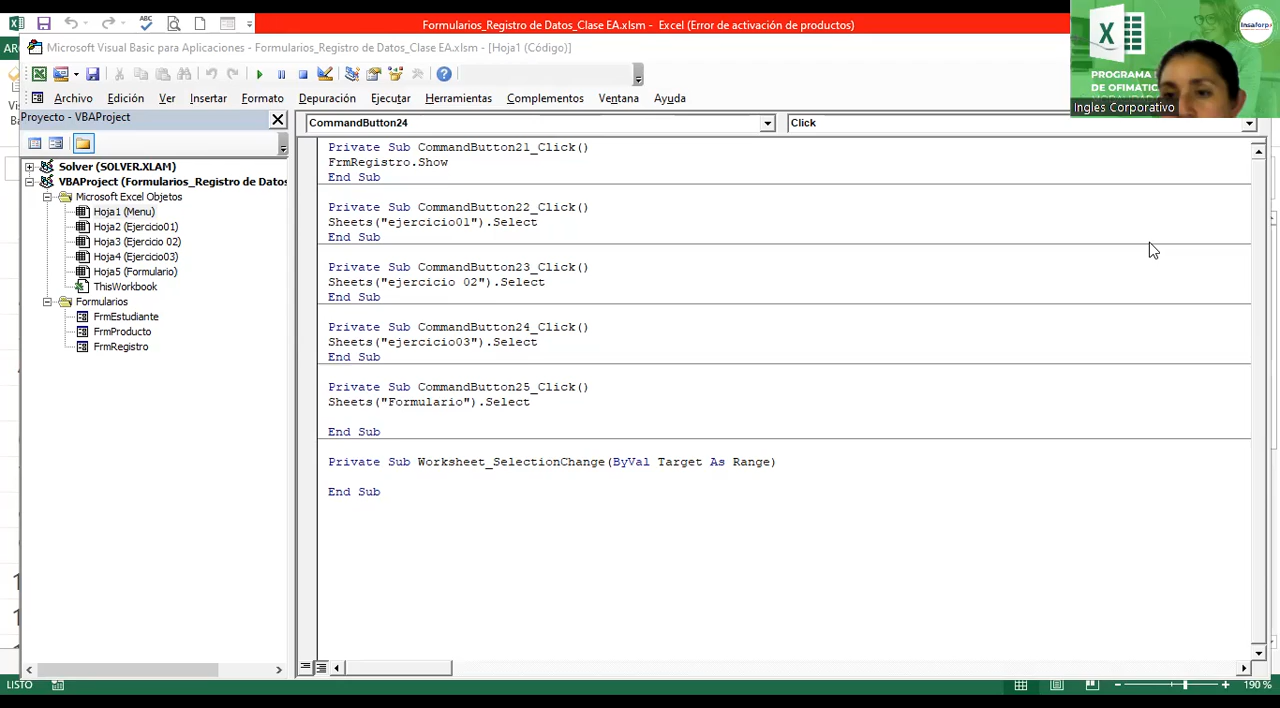 Formularios_Registro de Datos_Clase EA.xlsm - Excel (Error de activación de productos)
Microsoft Visual Basic para Aplicaciones - Formularios_Registro de Datos_Clase EA.xlsm - [Hoja1 (Código)]
Archivo Edición Ver Insertar Formato Depuración Ejecutar Herramientas Complementos Ventana Ayuda
PROGRAMA
DE OFIMATIC
Ingles Corporativo
Insaforp
Proyecto - VBAProject
CommandButton24
Click
Solver (SOLVER.XLAM)
VBAProject (Formularios_Registro de Datos
Microsoft Excel Objetos
Hoja1 (Menu)
Hoja2 (Ejercicio01)
Hoja3 (Ejercicio 02)
Hoja4 (Ejercicio03)
Hoja5 (Formulario)
ThisWorkbook
Formularios
FrmEstudiante
FrmProducto
FrmRegistro
Private Sub CommandButton21_Click()
FrmRegistro.Show
End Sub
Private Sub CommandButton22_Click()
Sheets("ejercicio01").Select
End Sub
Private Sub CommandButton23_Click()
Sheets("ejercicio 02").Select
End Sub
Private Sub CommandButton24_Click()
Sheets("ejercicio03").Select
End Sub
Private Sub CommandButton25_Click()
Sheets("Formulario").Select
End Sub
Private Sub Worksheet_SelectionChange(ByVal Target As Range)
End Sub
LISTO
190 %